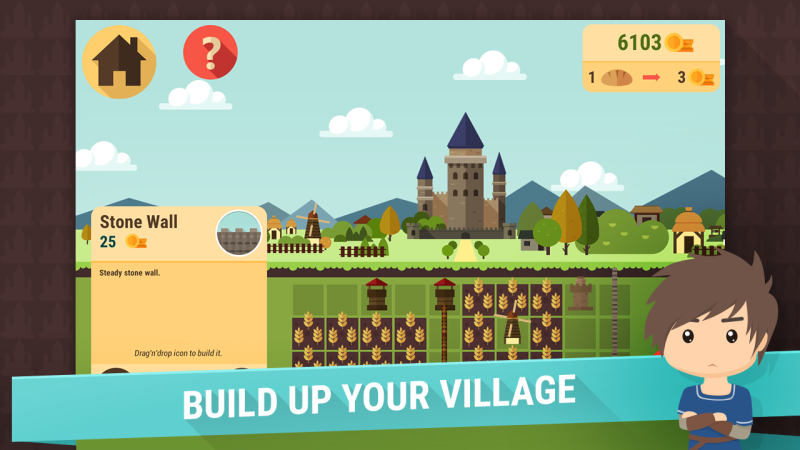 ?
6103
1 3
Stone Wall
25
Steady stone wall.
Drag'n'drop icon to build it.
BUILD UP YOUR VILLAGE